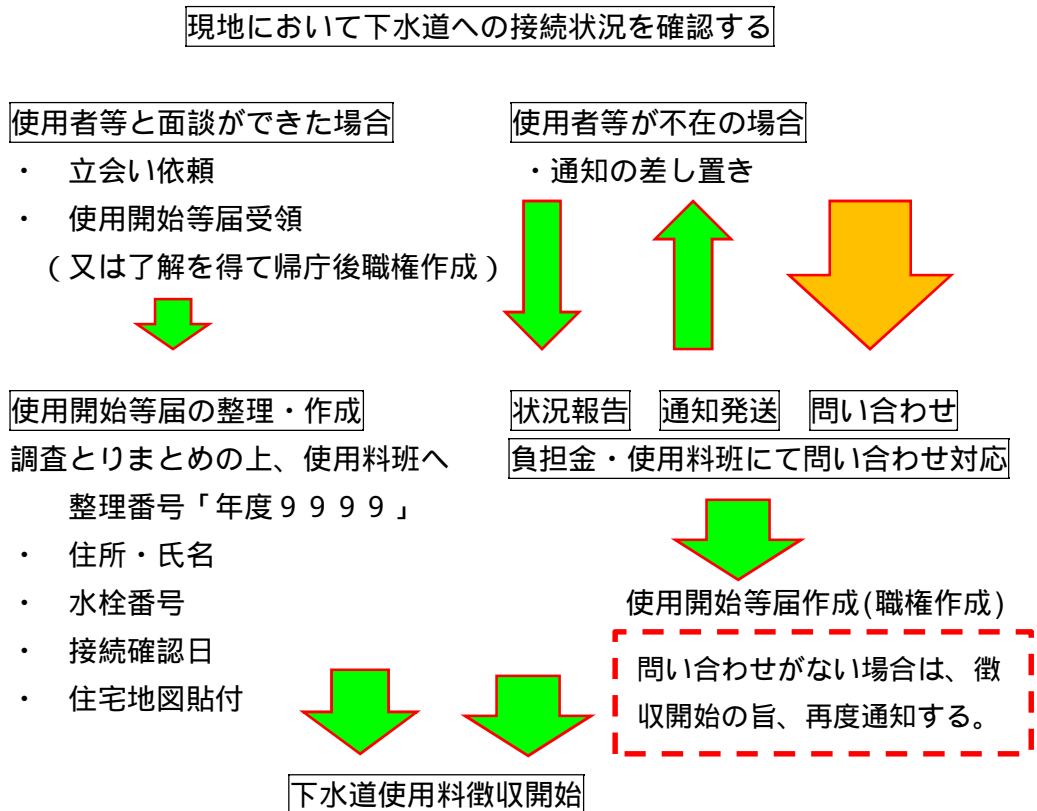 現地において下水道への接続状況を確認する
使用者等と面談ができた場合
・ 立会い依頼
・ 使用開始等届受領
(又は了解を得て帰庁後職権作成)
使用者等が不在の場合
・通知の差し置き
使用開始等届の整理・作成
調査とりまとめの上、使用料班へ
整理番号「年度9999」
・ 住所・氏名
・ 水栓番号
・ 接続確認日
・ 住宅地図貼付
状況報告 通知発送 問い合わせ
負担金・使用料班にて問い合わせ対応
使用開始等届作成(職権作成)
問い合わせがない場合は、徴
収開始の旨、再度通知する。
下水道使用料徴収開始